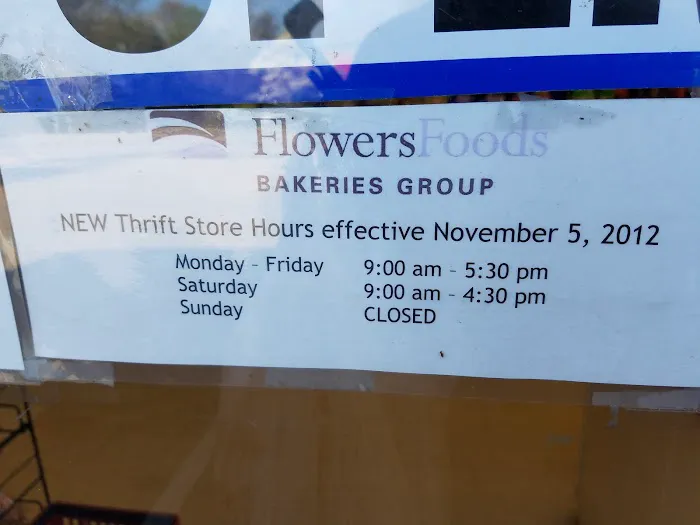 FlowersFoods
BAKERIES GROUP
NEW Thrift Store Hours effective November 5, 2012
Monday - Friday 9:00 am - 5:30 pm
Saturday 9:00 am - 4:30 pm
Sunday CLOSED